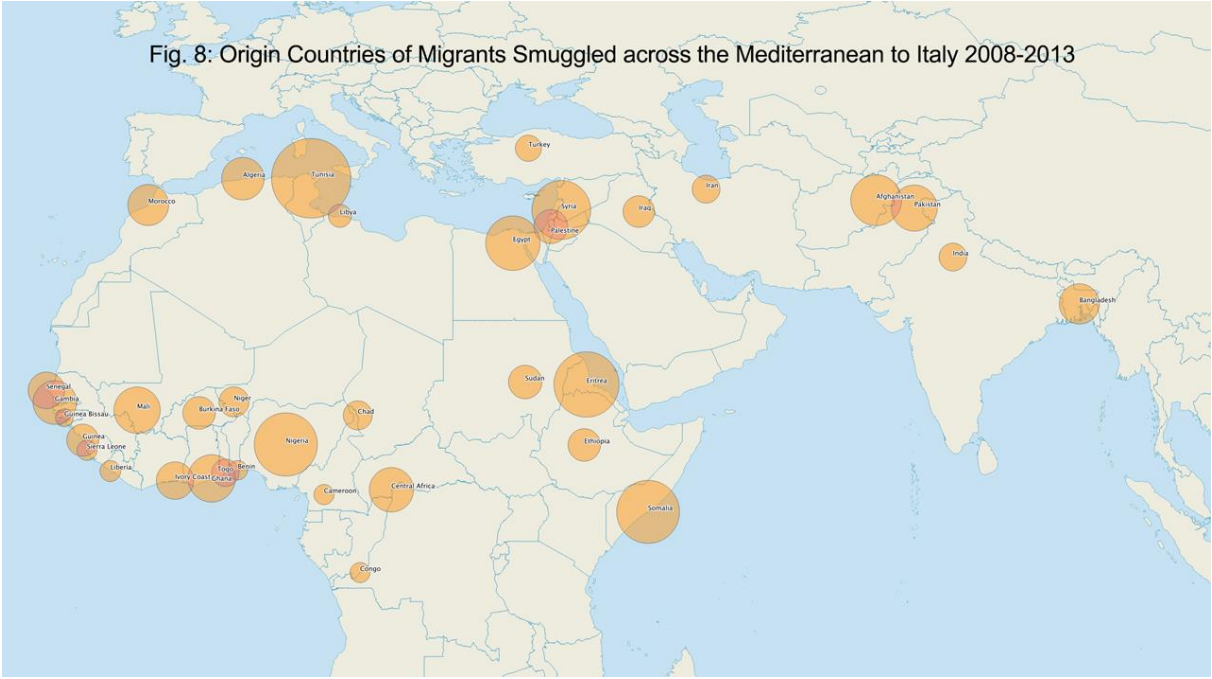 Fig. 8: Origin Countries of Migrants Smuggled across the Mediterranean to Italy 2008-2013
Turkey
Algeria
Tunisia
Iran
Afghanistan
Morocco
Pakistan
Syria
Libya
Iraq
Palestine
Egypt
India
Bangladesh
Sudan
Eritrea
Senegal
Gambia
Niger
Mali
Burkina Faso
Chad
Guinea Bissau
Guinea
Nigeria
Ethiopia
Sierra Leone
Togo
Benin
Liberia
Ivory Coast
Ghana
Central Africa
Cameroon
Somalia
Congo